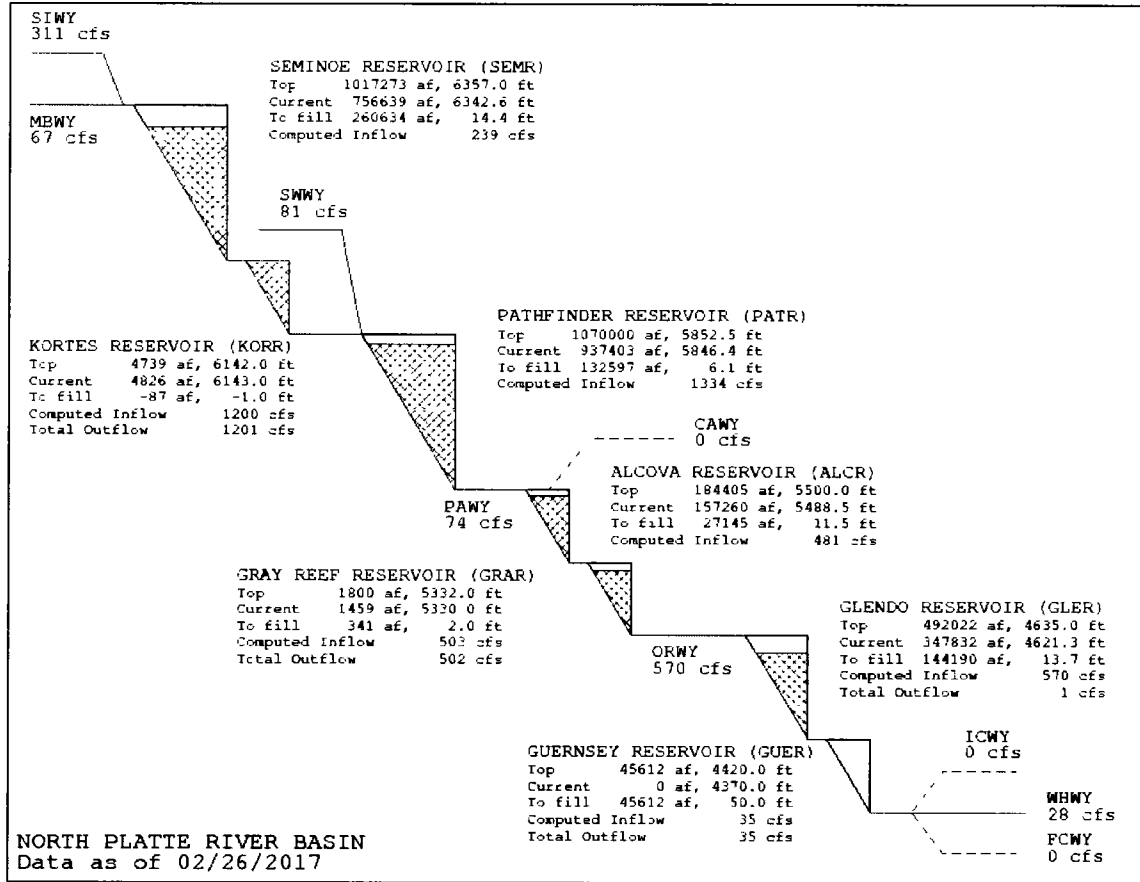 SIWY
311 cfs
MBWY
67 cfs
SEMINOE RESERVOIR (SEMR)
Top 1017273 af, 6357.0 ft
Current 756639 af, 6342.6 ft
To fill 260634 af, 14.4 ft
Computed Inflow 239 cfs
SWWY
81 cfs
KORTES RESERVOIR (KORR)
Top 4739 af, 6142.0 ft
Current 4826 af, 6143.0 ft
To fill -87 af, -1.0 ft
Computed Inflow 1200 cfs
Total Outflow 1201 cfs
PATHFINDER RESERVOIR (PATR)
Top 1070000 af, 5852.5 ft
Current 937403 af, 5846.4 ft
To fill 132597 af, 6.1 ft
Computed Inflow 1334 cfs
CAWY
0 cfs
PAWY
74 cfs
ALCOVA RESERVOIR (ALCR)
Top 184405 af, 5500.0 ft
Current 157260 af, 5488.5 ft
To fill 27145 af, 11.5 ft
Computed Inflow 481 cfs
GRAY REEF RESERVOIR (GRAR)
Top 1800 af, 5332.0 ft
Current 1459 af, 5330.0 ft
To fill 341 af, 2.0 ft
Computed Inflow 503 cfs
Total Outflow 502 cfs
ORWY
570 cfs
GLENDO RESERVOIR (GLER)
Top 492022 af, 4635.0 ft
Current 347832 af, 4621.3 ft
To fill 144190 af, 13.7 ft
Computed Inflow 570 cfs
Total Outflow 1 cfs
GUERNSEY RESERVOIR (GUER)
Top 45612 af, 4420.0 ft
Current 0 af, 4370.0 ft
To fill 45612 af, 50.0 ft
Computed Inflow 35 cfs
Total Outflow 35 cfs
ICWY
0 cfs
WHWY
28 cfs
FCWY
0 cfs
NORTH PLATTE RIVER BASIN
Data as of 02/26/2017